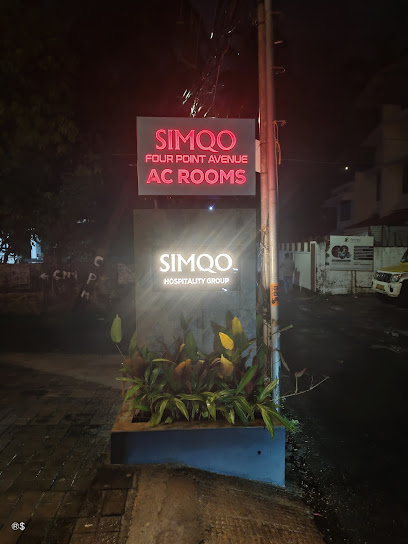 SIMQO
FOUR POINT AVENUE
AC ROOMS
SIMQO
HOSPITALITY GROUP
®$